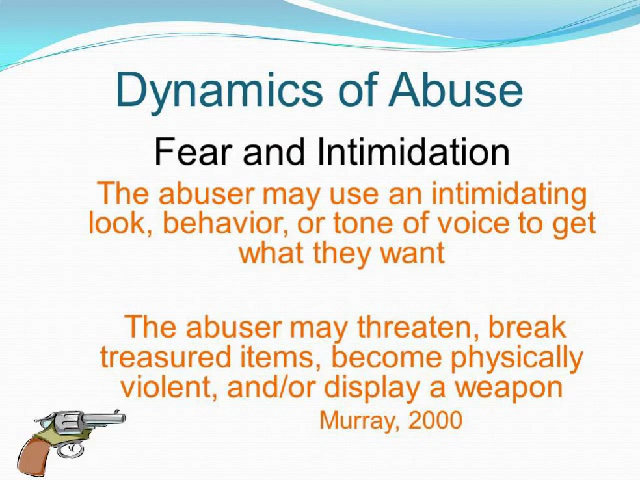 Dynamics of Abuse
Fear and Intimidation
The abuser may use an intimidating
look, behavior, or tone of voice to get
what they want
The abuser may threaten, break
treasured items, become physically
violent, and/or display a weapon
Murray, 2000